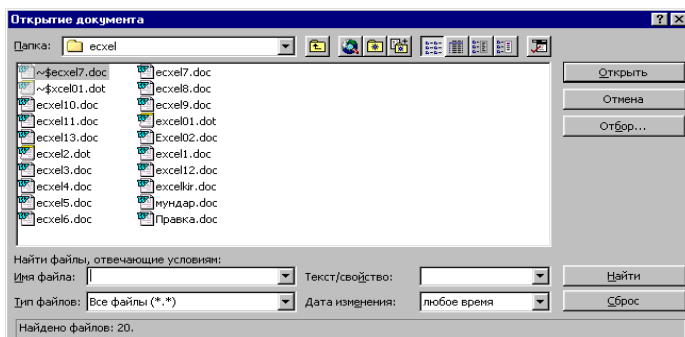 Открытие документа
Папка: ecxel
~$ecxel7.doc ecxel7.doc
~$xcel01.dot ecxel8.doc
ecxel10.doc ecxel9.doc
ecxel11.doc excel01.dot
ecxel13.doc Excel02.doc
ecxel2.dot excel1.doc
ecxel3.doc excel12.doc
ecxel4.doc excelkir.doc
ecxel5.doc мундар.doc
ecxel6.doc Правка.doc
Открыть
Отмена
Отбор...
Найти файлы, отвечающие условиям:
Имя файла: Текст/свойство: Найти
Тип файлов: Все файлы (*.*) Дата изменения: любое время Сброс
Найдено файлов: 20.